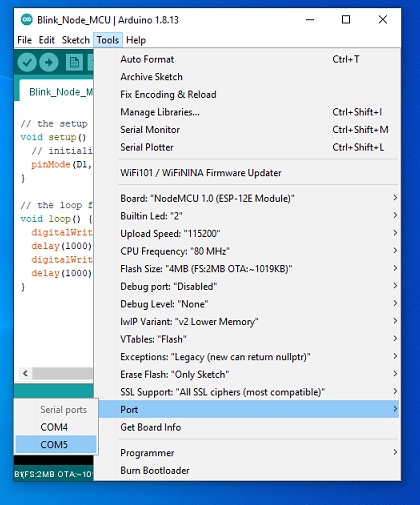 Blink_Node_MCU | Arduino 1.8.13
File Edit Sketch Tools Help
Auto Format Ctrl+T
Archive Sketch
Fix Encoding & Reload
Manage Libraries... Ctrl+Shift+I
Serial Monitor Ctrl+Shift+M
Serial Plotter Ctrl+Shift+L
WiFi101 / WiFiNINA Firmware Updater
Board: "NodeMCU 1.0 (ESP-12E Module)"
Builtin Led: "2"
Upload Speed: "115200"
CPU Frequency: "80 MHz"
Flash Size: "4MB (FS:2MB OTA:~1019KB)"
Debug port: "Disabled"
Debug Level: "None"
lwIP Variant: "v2 Lower Memory"
VTables: "Flash"
Exceptions: "Legacy (new can return nullptr)"
Erase Flash: "Only Sketch"
SSL Support: "All SSL ciphers (most compatible)"
Port
Get Board Info
Programmer
Burn Bootloader
Blink_Node_M
// the setup
void setup()
// initiali
pinMode(D1,
}
// the loop f
void loop() {
digitalWrit
delay(1000)
digitalWrit
delay(1000)
}
Serial ports
COM4
COM5
(FS:2MB OTA:~101